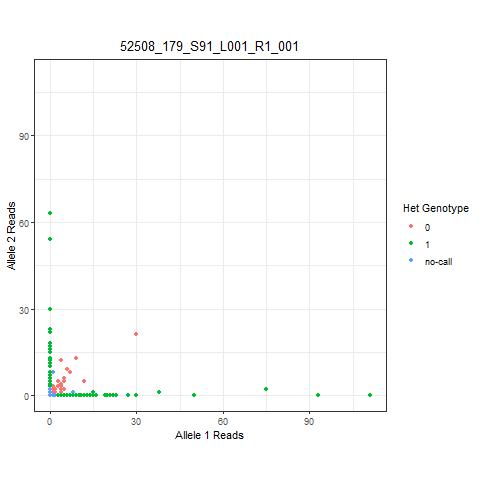 52508_179_S91_L001_R1_001
Allele 2 Reads
90
60
30
0
0
30
60
90
Allele 1 Reads
Het Genotype
0
1
no-call